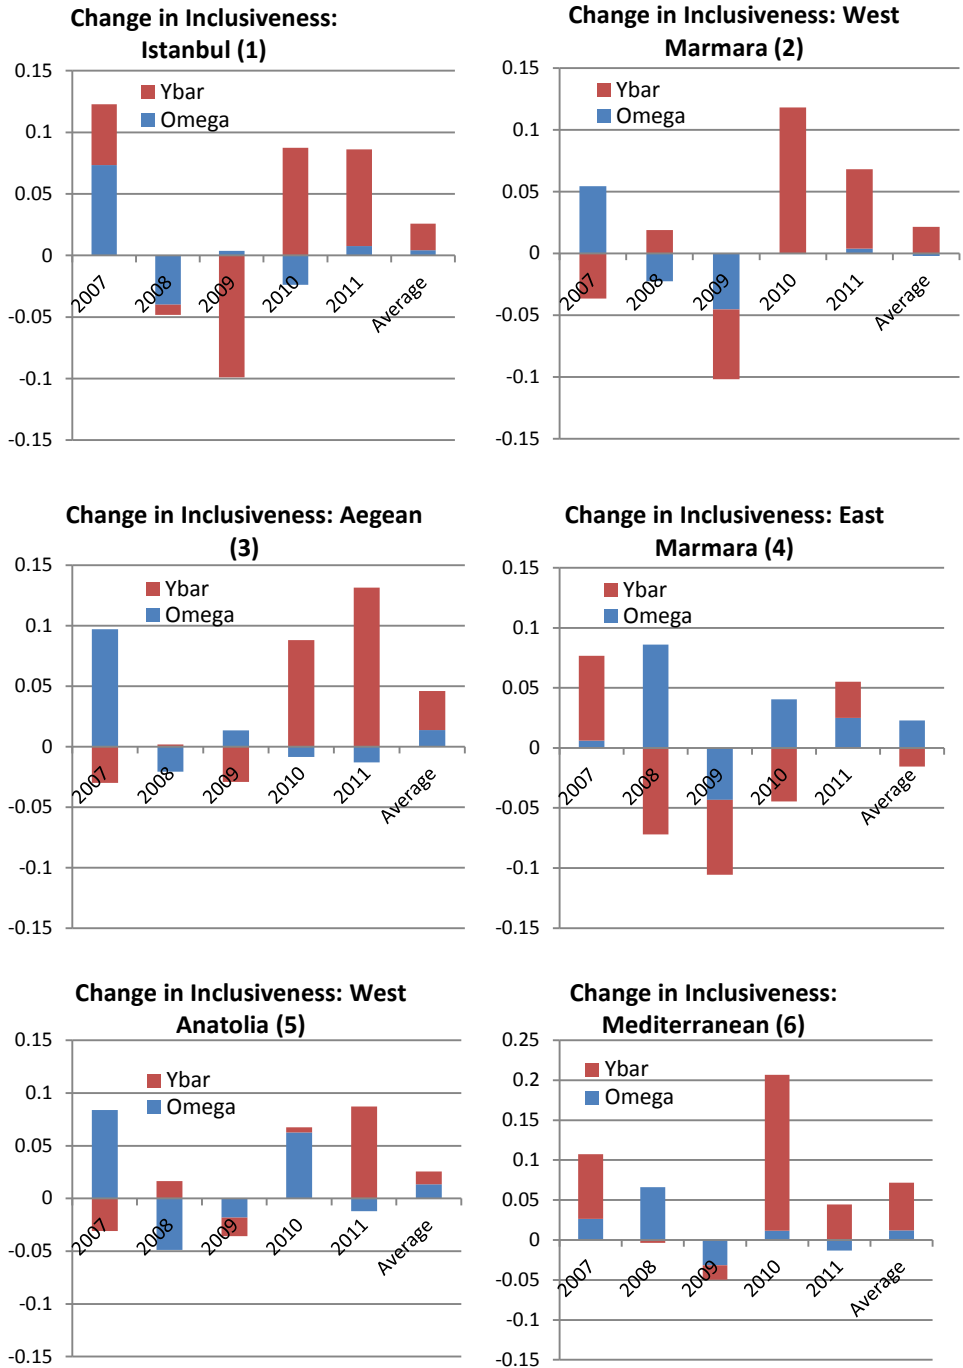 Change in Inclusiveness:
Istanbul (1)
0.15
0.1
0.05
0
-0.05
-0.1
-0.15
Ybar
Omega
2007
2008
2009
2010
2011
Average
Change in Inclusiveness: West
Marmara (2)
0.15
0.1
0.05
0
-0.05
-0.1
-0.15
Ybar
Omega
2007
2008
2009
2010
2011
Average
Change in Inclusiveness: Aegean
(3)
0.15
0.1
0.05
0
-0.05
-0.1
-0.15
Ybar
Omega
2007
2008
2009
2010
2011
Average
Change in Inclusiveness: East
Marmara (4)
0.15
0.1
0.05
0
-0.05
-0.1
-0.15
Ybar
Omega
2007
2008
2009
2010
2011
Average
Change in Inclusiveness: West
Anatolia (5)
0.15
0.1
0.05
0
-0.05
-0.1
-0.15
Ybar
Omega
2007
2008
2009
2010
2011
Average
Change in Inclusiveness:
Mediterranean (6)
0.25
0.2
0.15
0.1
0.05
0
-0.05
-0.1
-0.15
Ybar
Omega
2007
2008
2009
2010
2011
Average